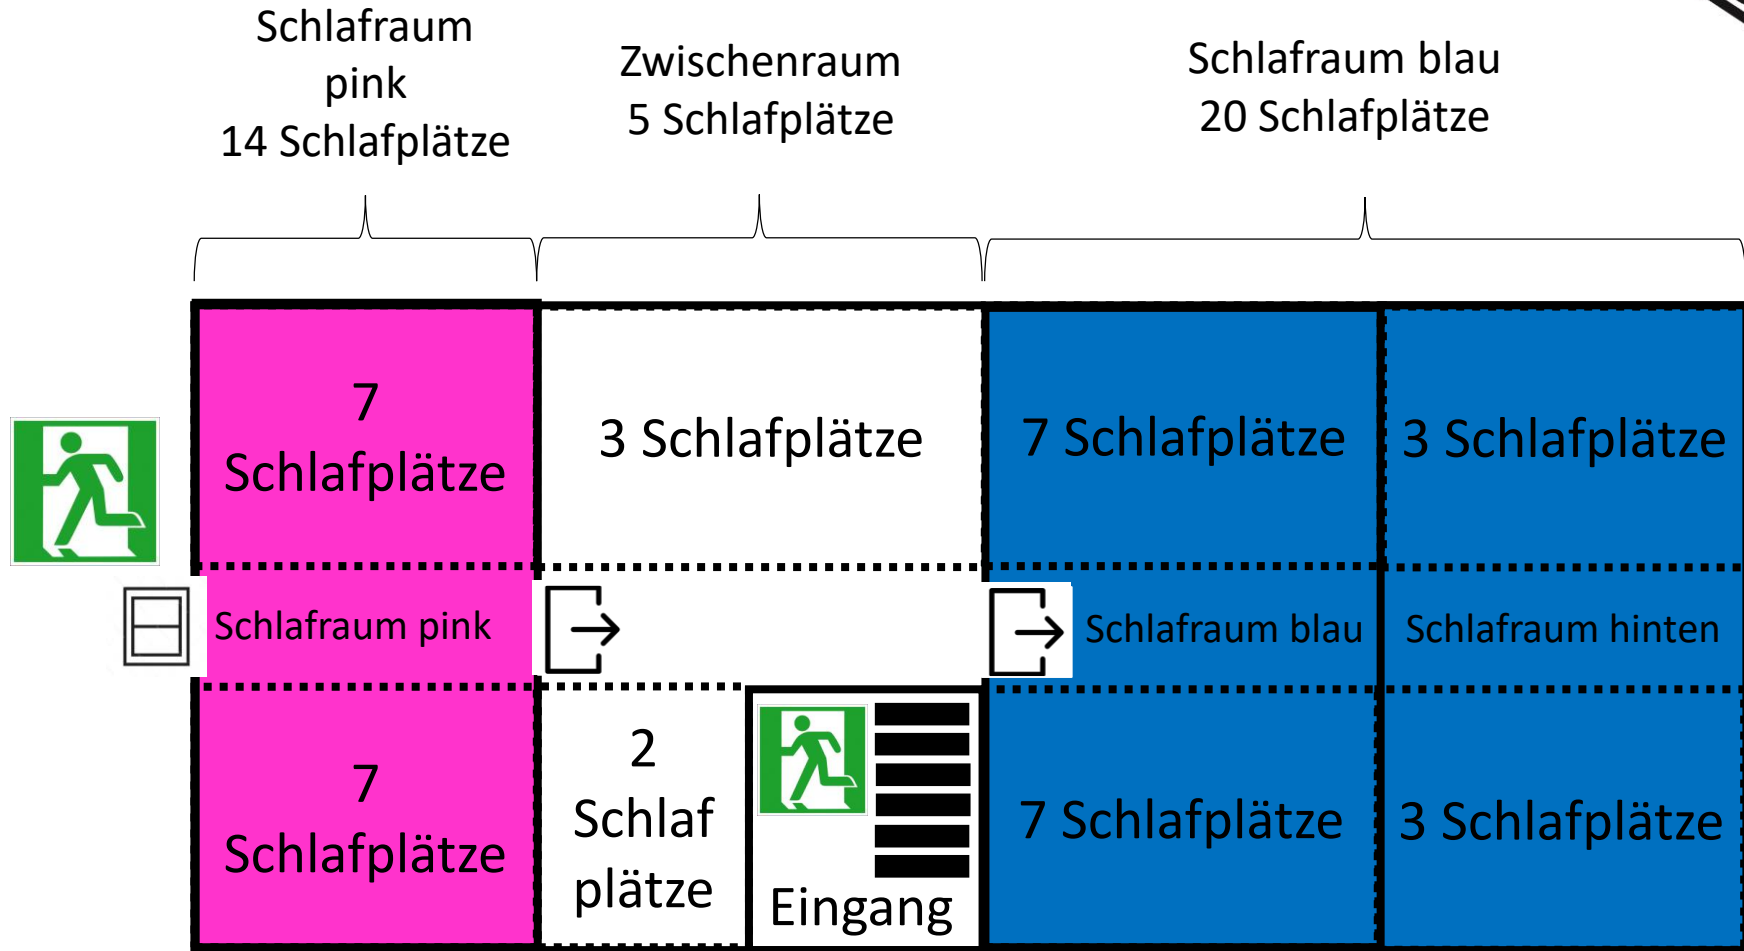 Schlafraum
pink
14 Schlafplätze
Zwischenraum
5 Schlafplätze
Schlafraum blau
20 Schlafplätze
7
Schlafplätze
3 Schlafplätze
7 Schlafplätze
3 Schlafplätze
Schlafraum pink
Schlafraum blau
Schlafraum hinten
7
Schlafplätze
2
Schlaf
plätze
Eingang
7 Schlafplätze
3 Schlafplätze